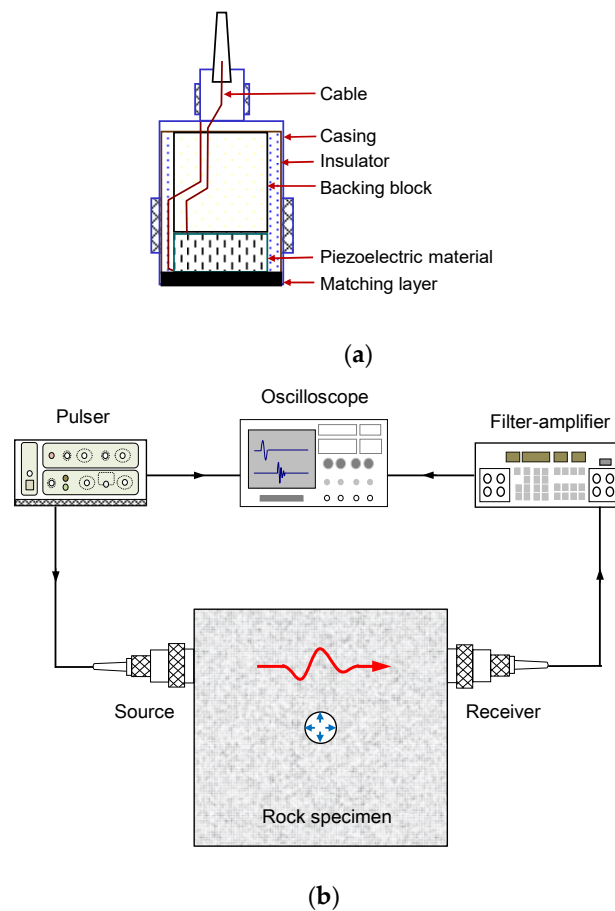 Cable
Casing
Insulator
Backing block
Piezoelectric material
Matching layer
(a)
Oscilloscope
Pulser
Filter-amplifier
Source
Receiver
Rock specimen
(b)